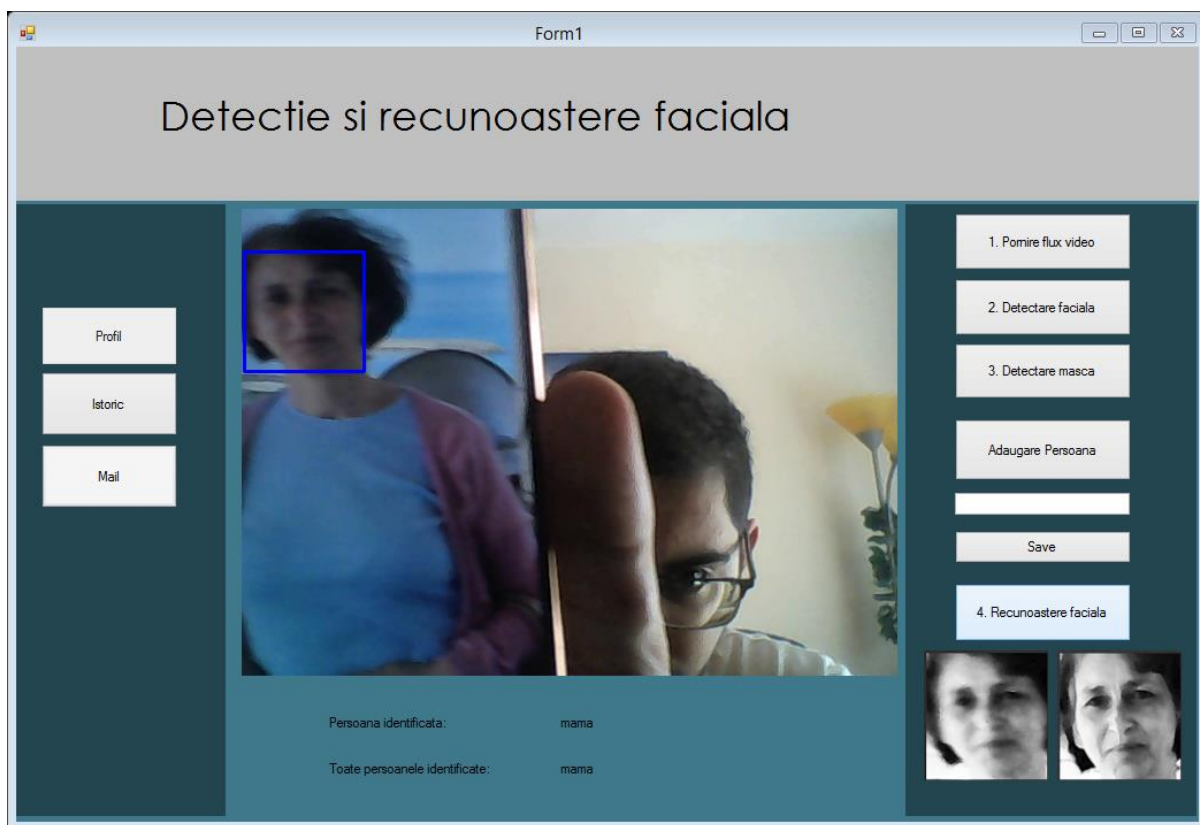 Form1
Detectie si recunoastere faciala
Profil
Istoric
Mail
1. Pornire flux video
2. Detectare faciala
3. Detectare masca
Adaugare Persoana
Save
4. Recunoastere faciala
Persoana identificata: mama
Toate persoanele identificate: mama